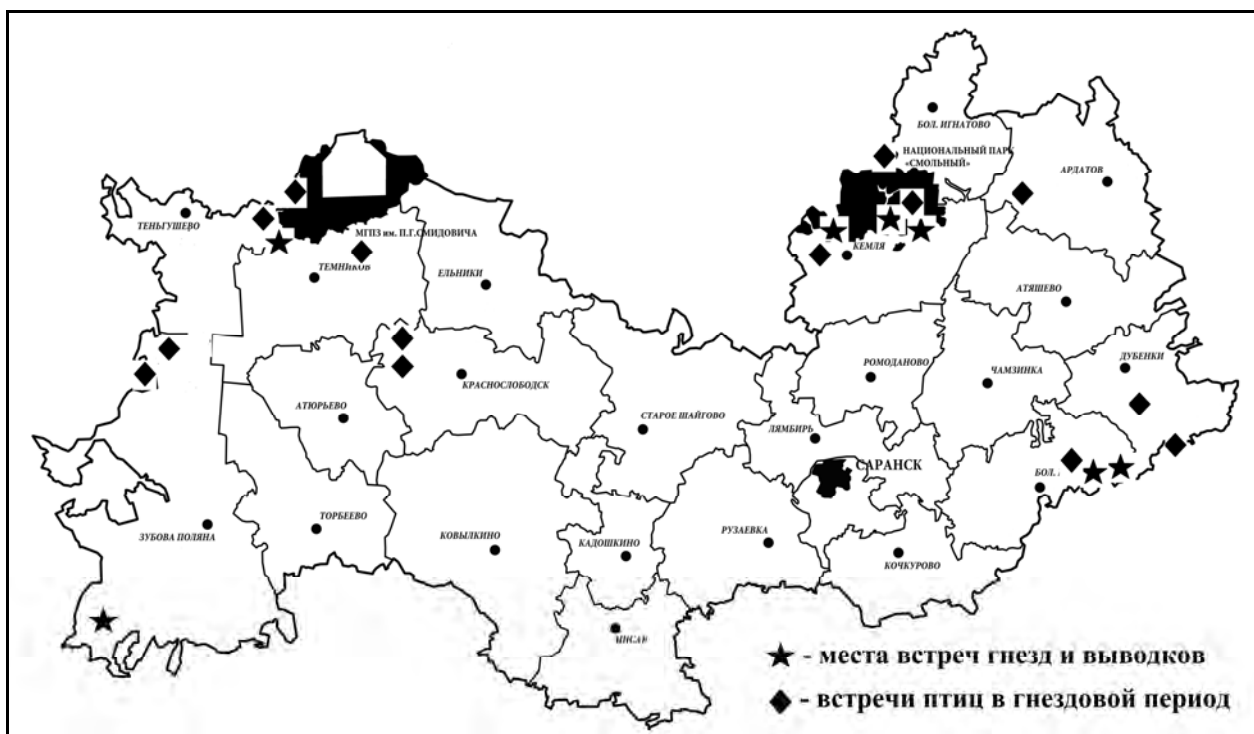 БОЛ. ИГНАТОВО
НАЦИОНАЛЬНЫЙ ПАРК
«СМОЛЬНЫЙ»
АРДАТОВ
ТЕНЬГУШЕВО
МГПЗ им. П.Г.СМИДОВИЧА
ТЕМНИКОВ
ЕЛЬНИКИ
КЕМЛЯ
АТЯШЕВО
ДУБЕНКИ
РОМОДАНОВО
ЧАМЗИНКА
КРАСНОСЛОБОДСК
АТЮРЬЕВО
СТАРОЕ ШАЙГОВО
ЛЯМБИРЬ
САРАНСК
БОЛ.
ЗУБОВА ПОЛЯНА
ТОРБЕЕВО
КОВЫЛКИНО
КАДОШКИНО
РУЗАЕВКА
КОЧКУРОВО
- места встреч гнезд и выводков
- встречи птиц в гнездовой период